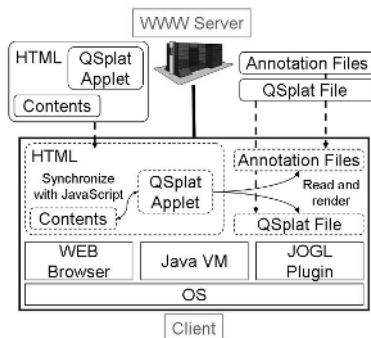 WWW Server
HTML
QSplat
Applet
Contents
Annotation Files
QSplat File
HTML
Synchronize
with JavaScript
QSplat
Applet
Contents
Annotation Files
Read and
render
QSplat File
WEB
Browser
Java VM
JOGL
Plugin
OS
Client